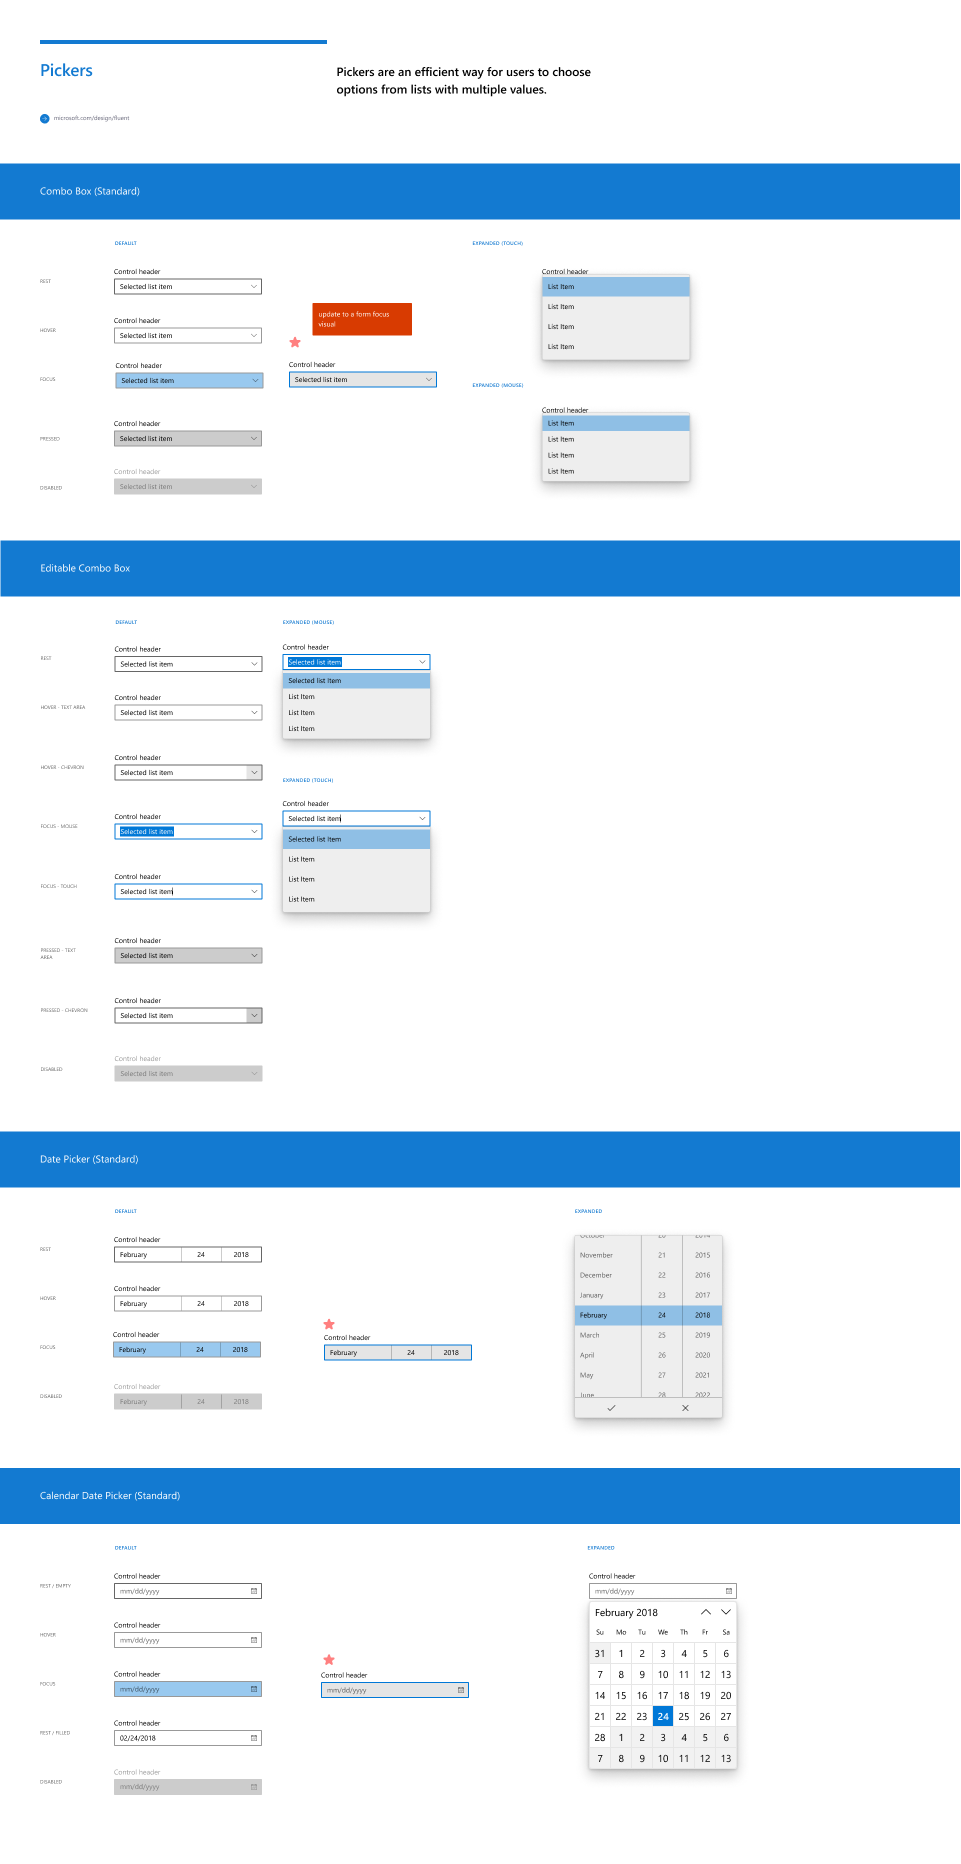 Pickers
Pickers are an efficient way for users to choose
options from lists with multiple values.
microsoft.com/design/fluent
Combo Box (Standard)
DEFAULT
EXPANDED (TOUCH)
REST
Control header
Selected list item
Control header
List Item
List Item
List Item
List Item
HOVER
Control header
Selected list item
update to a form focus
visual
FOCUS
Control header
Selected list item
Control header
Selected list item
EXPANDED (MOUSE)
PRESSED
Control header
Selected list item
Control header
List Item
List Item
List Item
List Item
DISABLED
Control header
Selected list item
Editable Combo Box
DEFAULT
EXPANDED (MOUSE)
REST
Control header
Selected list item
Control header
Selected list item
Selected list Item
List Item
List Item
List Item
HOVER - TEXT AREA
Control header
Selected list item
HOVER - CHEVRON
Control header
Selected list item
EXPANDED (TOUCH)
FOCUS - MOUSE
Control header
Selected list item
Control header
Selected list item
Selected list Item
List Item
List Item
List Item
FOCUS - TOUCH
Control header
Selected list item
PRESSED - TEXT
AREA
Control header
Selected list item
PRESSED - CHEVRON
Control header
Selected list item
DISABLED
Control header
Selected list item
Date Picker (Standard)
DEFAULT
EXPANDED
REST
Control header
February 24 2018
HOVER
Control header
February 24 2018
FOCUS
Control header
February 24 2018
Control header
February 24 2018
DISABLED
Control header
February 24 2018
October 20 2014
November 21 2015
December 22 2016
January 23 2017
February 24 2018
March 25 2019
April 26 2020
May 27 2021
June 28 2022
Calendar Date Picker (Standard)
DEFAULT
EXPANDED
REST / EMPTY
Control header
mm/dd/yyyy
HOVER
Control header
mm/dd/yyyy
FOCUS
Control header
mm/dd/yyyy
Control header
mm/dd/yyyy
REST / FILLED
Control header
02/24/2018
DISABLED
Control header
mm/dd/yyyy
Control header
mm/dd/yyyy
February 2018
Su Mo Tu We Th Fr Sa
31 1 2 3 4 5 6
7 8 9 10 11 12 13
14 15 16 17 18 19 20
21 22 23 24 25 26 27
28 1 2 3 4 5 6
7 8 9 10 11 12 13